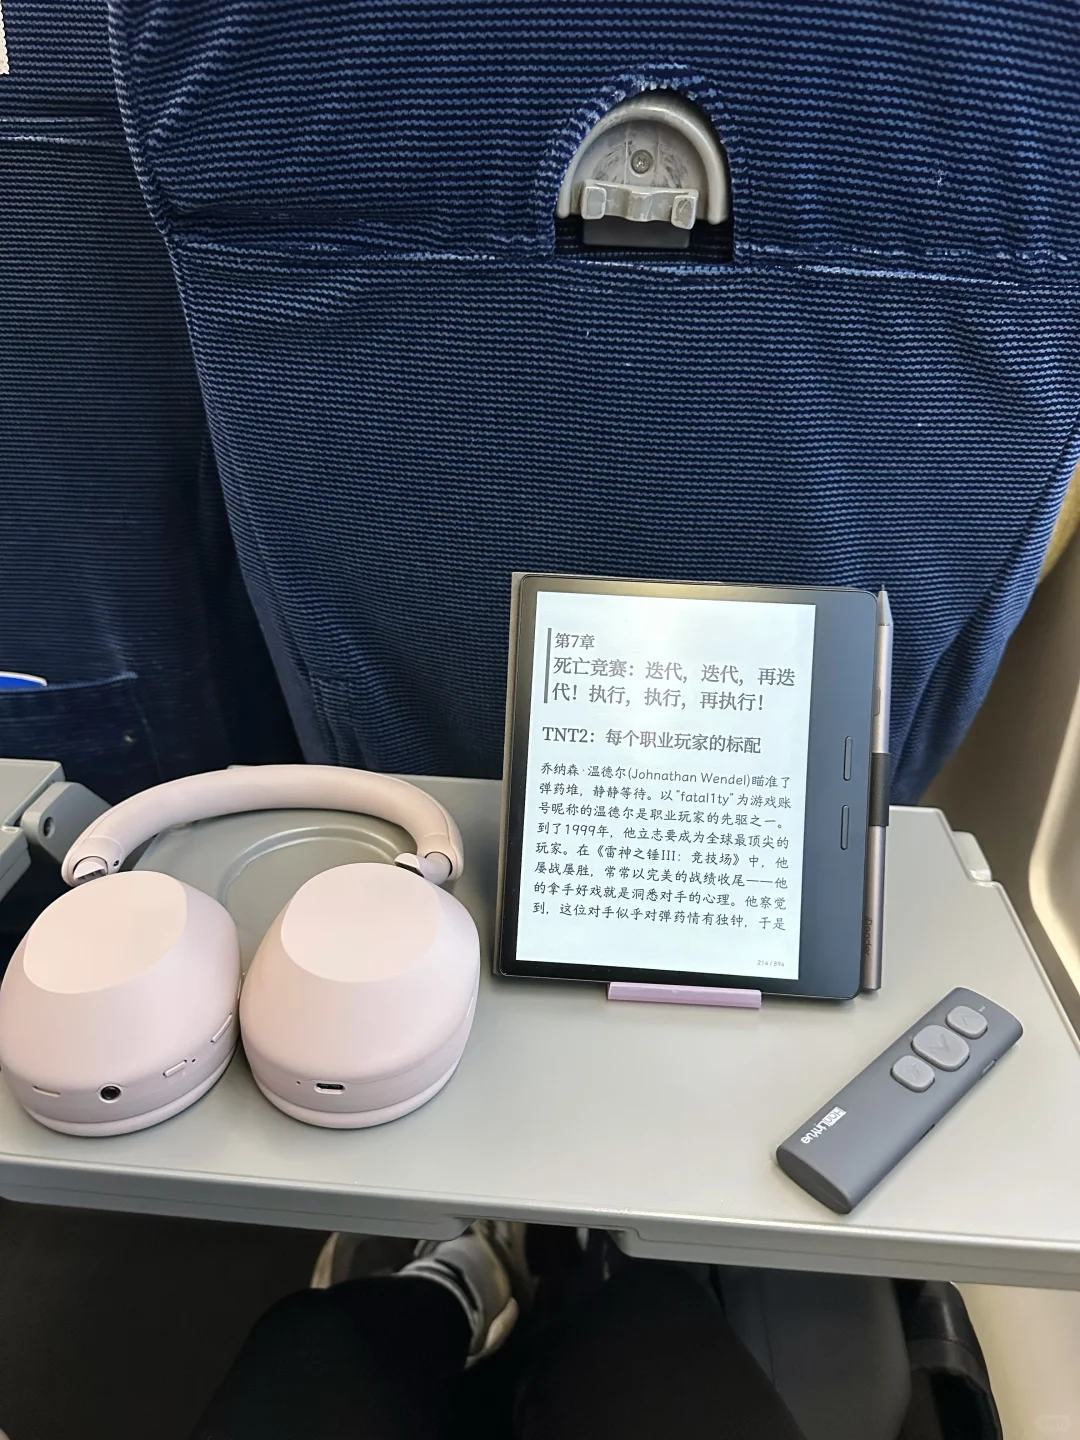 第7章
死亡竞赛：迭代，迭代，再迭
代！执行，执行，再执行！
TNT2：每个职业玩家的标配
乔纳森·温德尔(Johnathan Wendel)瞄准了
弹药堆，静静等待。以“fatal1ty”为游戏账
号昵称的温德尔是职业玩家的先驱之一。
到了1999年，他立志要成为全球最顶尖的
玩家。在《雷神之锤III：竞技场》中，他
屡战屡胜，常常以完美的战绩收尾——他
的拿手好戏就是洞悉对手的心理。他察觉
到，这位对手似乎对弹药情有独钟，于是
214/394
iReader